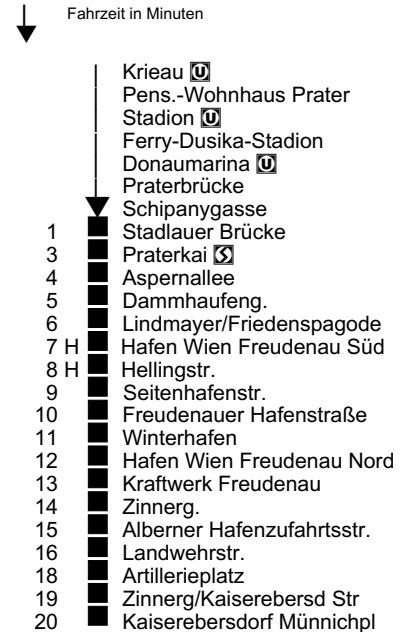 Fahrzeit in Minuten
Krieau U
Pens.-Wohnhaus Prater
Stadion U
Ferry-Dusika-Stadion
Donaumarina U
Praterbrücke
Schipanygasse
1 Stadlauer Brücke
3 Praterkai S
4 Aspernallee
5 Dammhaufeng.
6 Lindmayer/Friedenspagode
7 H Hafen Wien Freudenau Süd
8 H Hellingstr.
9 Seitenhafenstr.
10 Freudenauer Hafenstraße
11 Winterhafen
12 Hafen Wien Freudenau Nord
13 Kraftwerk Freudenau
14 Zinnerg.
15 Alberner Hafenzufahrtsstr.
16 Landwehrstr.
18 Artillerieplatz
19 Zinnerg/Kaiserebersd Str
20 Kaiserebersdorf Münnichpl